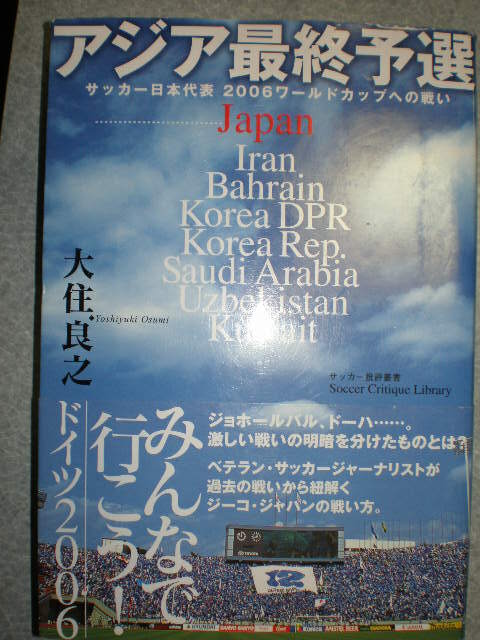 アジア最終予選
サッカー日本代表 2006ワールドカップへの戦い
Japan
Iran
Bahrain
Korea DPR
Korea Rep.
Saudi Arabia
Uzbekistan
Kuwait
大住良之
Yoshiyuki Osumi
サッカー批評叢書
Soccer Critique Library
ジョホールバル、ドーハ……。
激しい戦いの明暗を分けたものとは?
ベテラン・サッカージャーナリストが
過去の戦いから紐解く
ジーコ・ジャパンの戦い方。
みんなで
行こう!
ドイツ2006
12